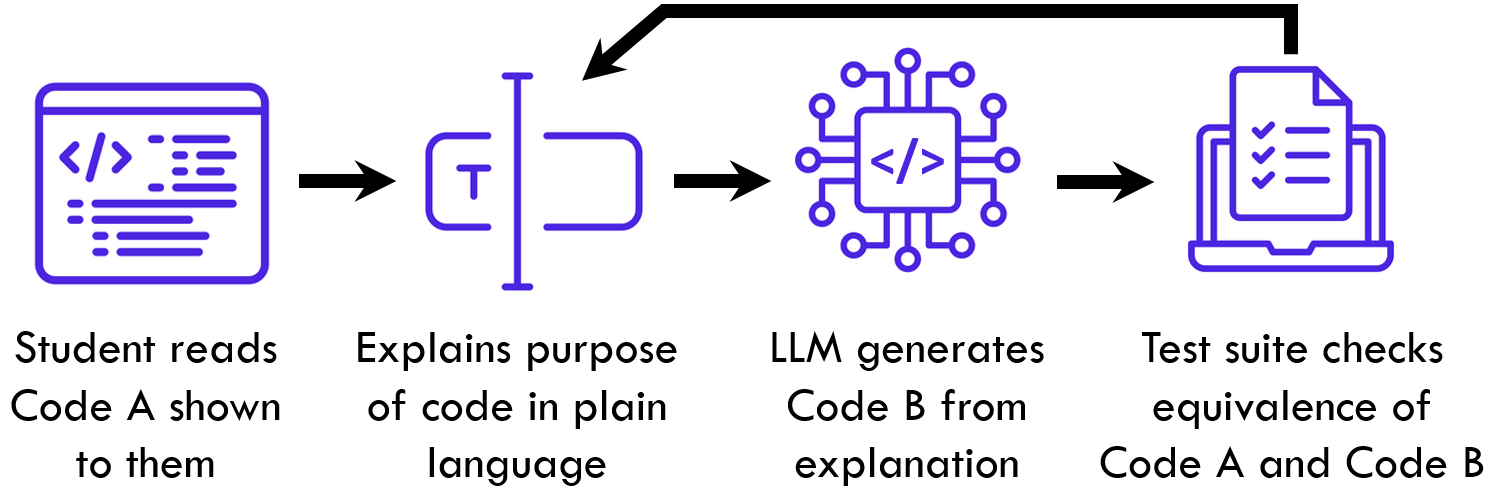 Student reads
Code A shown
to them
Explains purpose
of code in plain
language
LLM generates
Code B from
explanation
Test suite checks
equivalence of
Code A and Code B